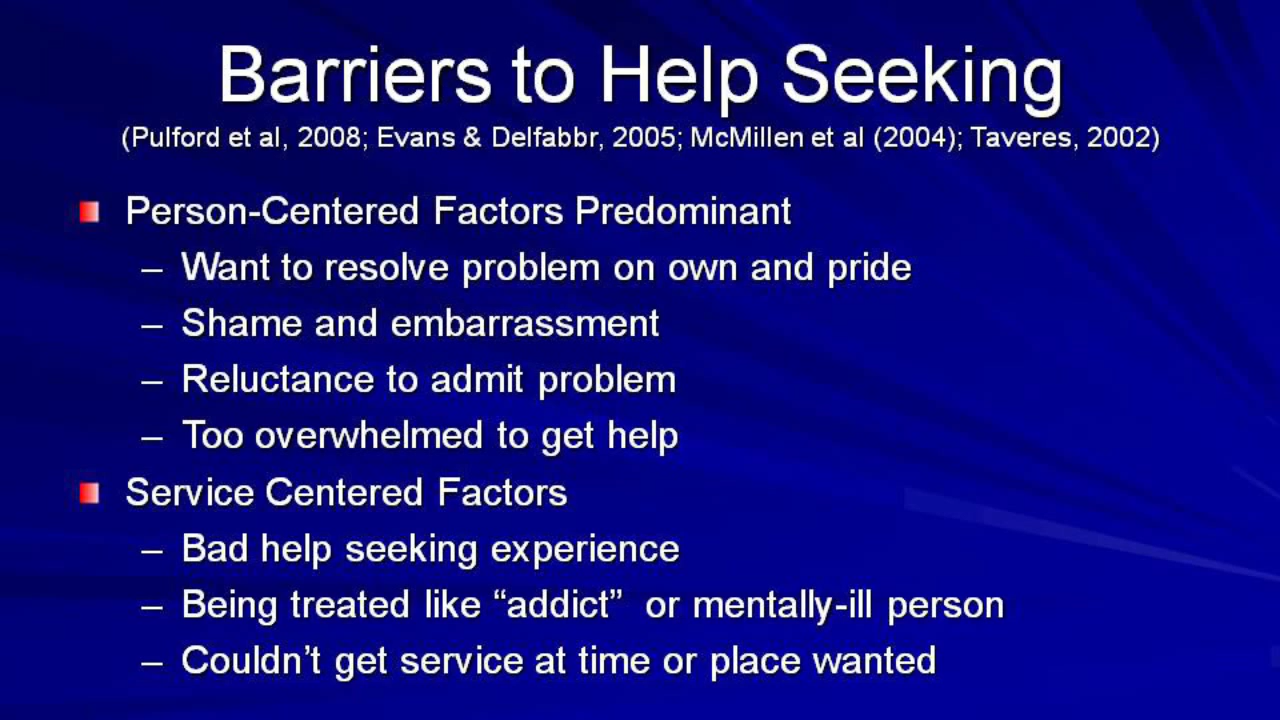 Barriers to Help Seeking
(Pulford et al, 2008; Evans & Delfabbr, 2005; McMillen et al (2004); Taveres, 2002)
Person-Centered Factors Predominant
– Want to resolve problem on own and pride
– Shame and embarrassment
– Reluctance to admit problem
– Too overwhelmed to get help
Service Centered Factors
– Bad help seeking experience
– Being treated like “addict” or mentally-ill person
– Couldn’t get service at time or place wanted